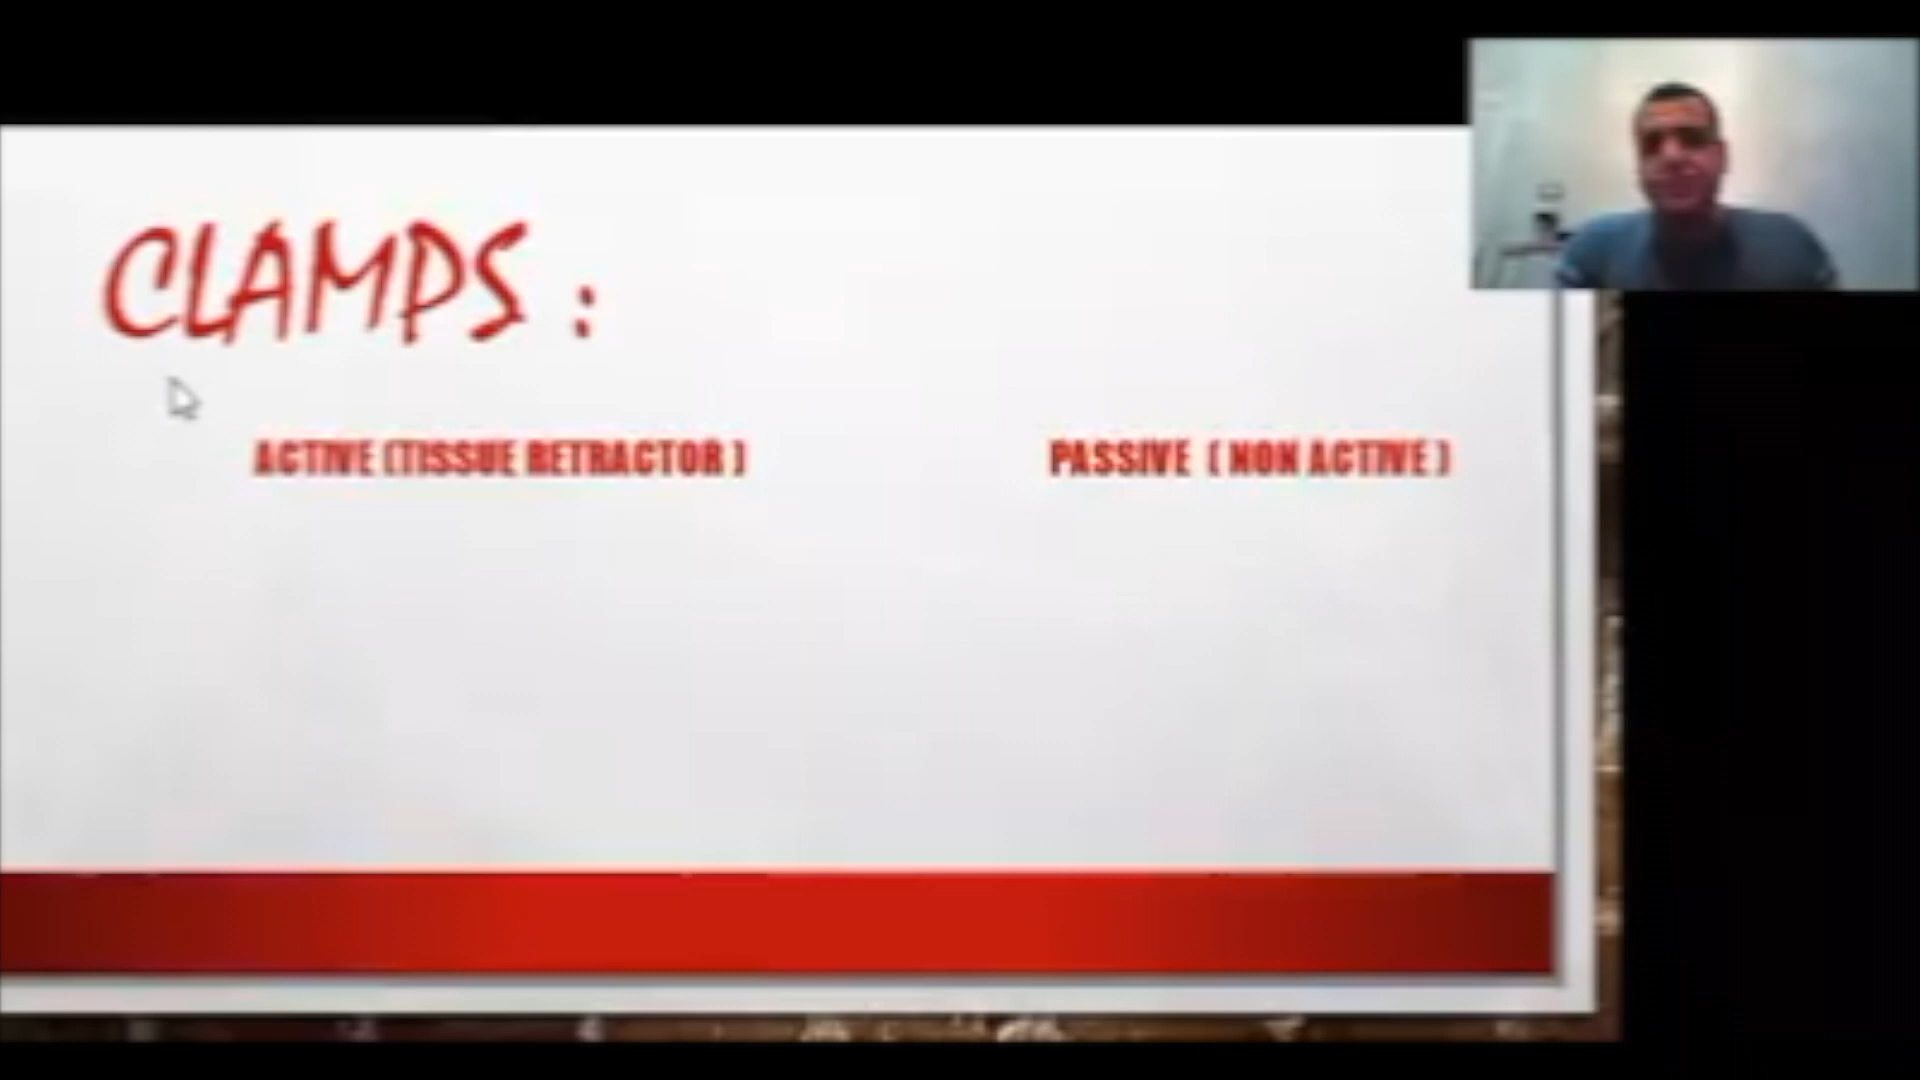 CLAMPS :
ACTIVE (TISSUE RETRACTOR )
PASSIVE ( NON ACTIVE )